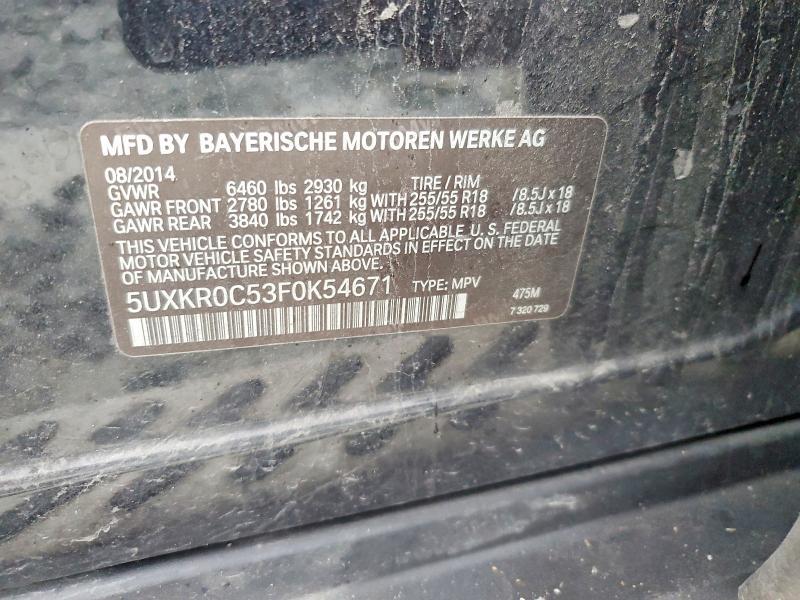 MFD BY BAYERISCHE MOTOREN WERKE AG
08/2014
GVWR 6460 lbs 2930 kg TIRE / RIM
GAWR FRONT 2780 lbs 1261 kg WITH 255/55 R18 /8.5J x 18
GAWR REAR 3840 lbs 1742 kg WITH 255/55 R18 /8.5J x 18
THIS VEHICLE CONFORMS TO ALL APPLICABLE U. S. FEDERAL
MOTOR VEHICLE SAFETY STANDARDS IN EFFECT ON THE DATE
OF MANUFACTURE SHOWN ABOVE.
5UXKR0C53F0K54671 TYPE: MPV 475M
7 320 729